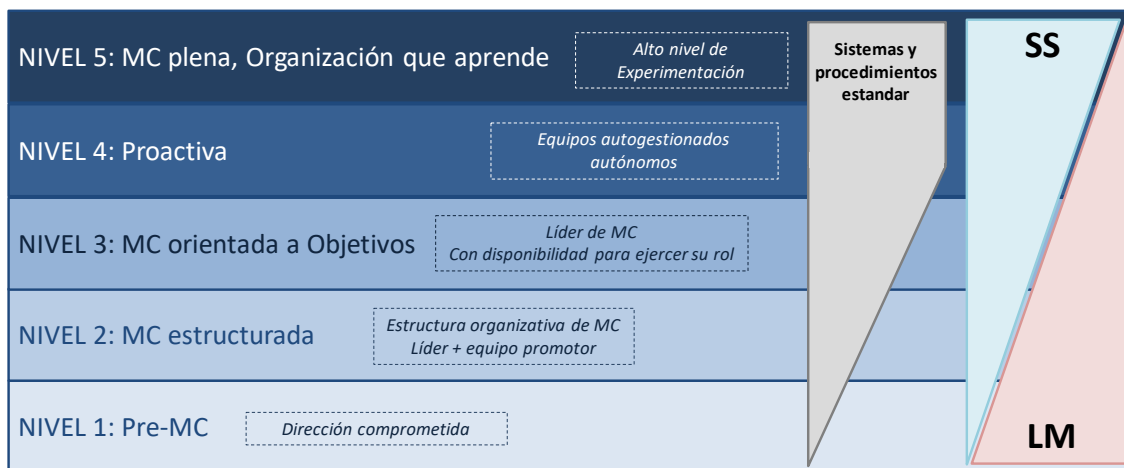 NIVEL 5: MC plena, Organización que aprende
Alto nivel de
Experimentación
Sistemas y
procedimientos
estandar
SS
NIVEL 4: Proactiva
Equipos autogestionados
autónomos
NIVEL 3: MC orientada a Objetivos
Líder de MC
Con disponibilidad para ejercer su rol
NIVEL 2: MC estructurada
Estructura organizativa de MC
Líder + equipo promotor
NIVEL 1: Pre-MC
Dirección comprometida
LM